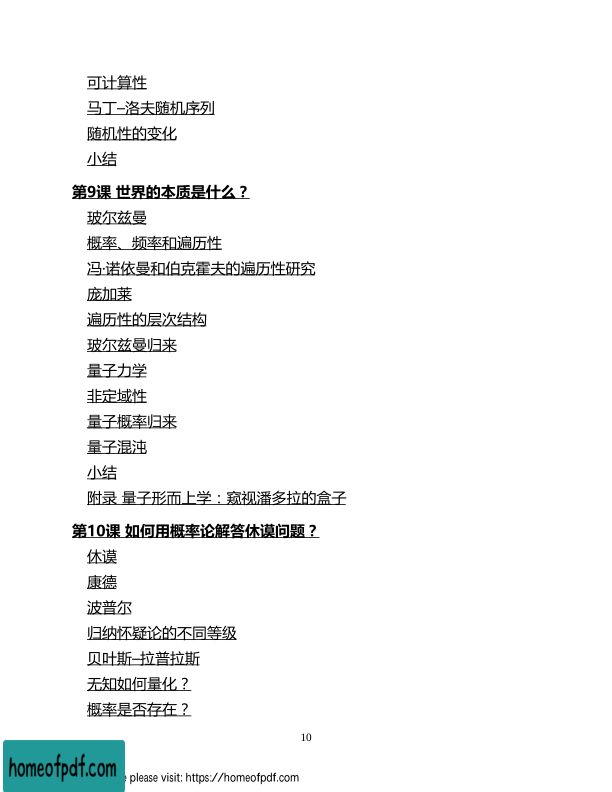 可计算性
马丁–洛夫随机序列
随机性的变化
小结
第9课 世界的本质是什么？
玻尔兹曼
概率、频率和遍历性
冯·诺依曼和伯克霍夫的遍历性研究
庞加莱
遍历性的层次结构
玻尔兹曼归来
量子力学
非定域性
量子概率归来
量子混沌
小结
附录 量子形而上学：窥视潘多拉的盒子
第10课 如何用概率论解答休谟问题？
休谟
康德
波普尔
归纳怀疑论的不同等级
贝叶斯–拉普拉斯
无知如何量化？
概率是否存在？
10
homeofpdf.com
e please visit: https://homeofpdf.com